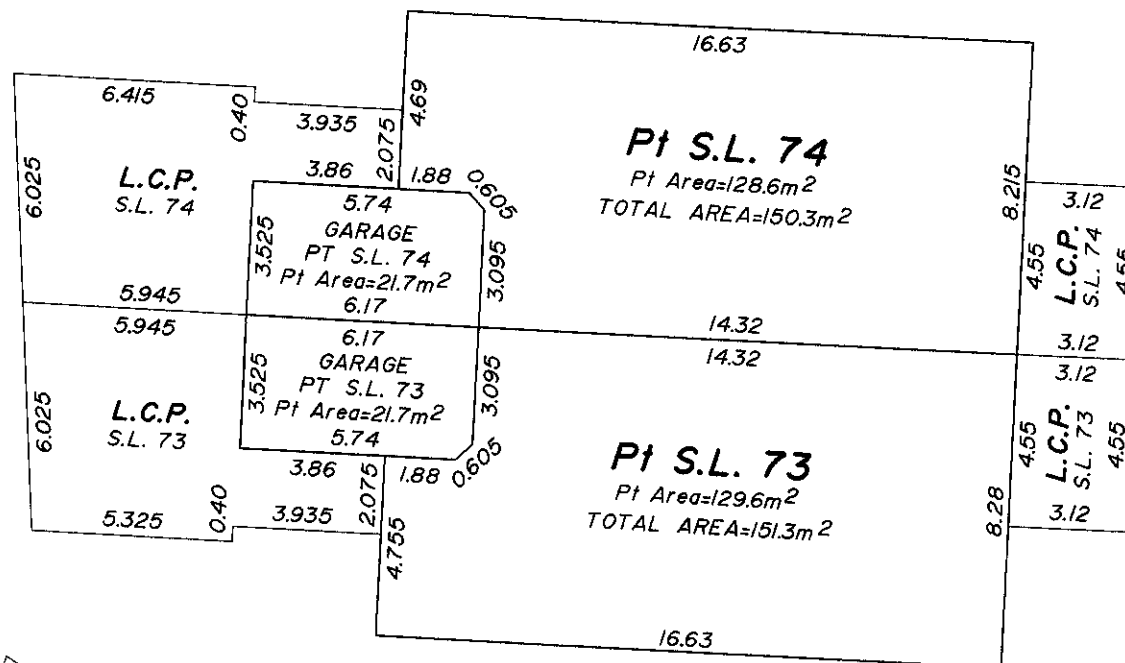 16.63
6.415
0.40
3.935
4.69
2.075
Pt S.L. 74
Pt Area=128.6m2
TOTAL AREA=150.3m2
8.215
3.12
L.C.P.
S.L. 74
6.025
3.86
1.88
0.605
5.74
GARAGE
PT S.L. 74
Pt Area=21.7m2
6.17
3.525
3.095
4.55
L.C.P.
S.L. 74
4.55
5.945
14.32
3.12
5.945
6.17
14.32
3.12
GARAGE
PT S.L. 73
Pt Area=21.7m2
5.74
3.525
3.095
L.C.P.
S.L. 73
6.025
4.55
L.C.P.
S.L. 73
4.55
3.86
2.075
1.88
0.605
Pt S.L. 73
Pt Area=129.6m2
TOTAL AREA=151.3m2
8.28
3.12
5.325
0.40
3.935
4.755
16.63